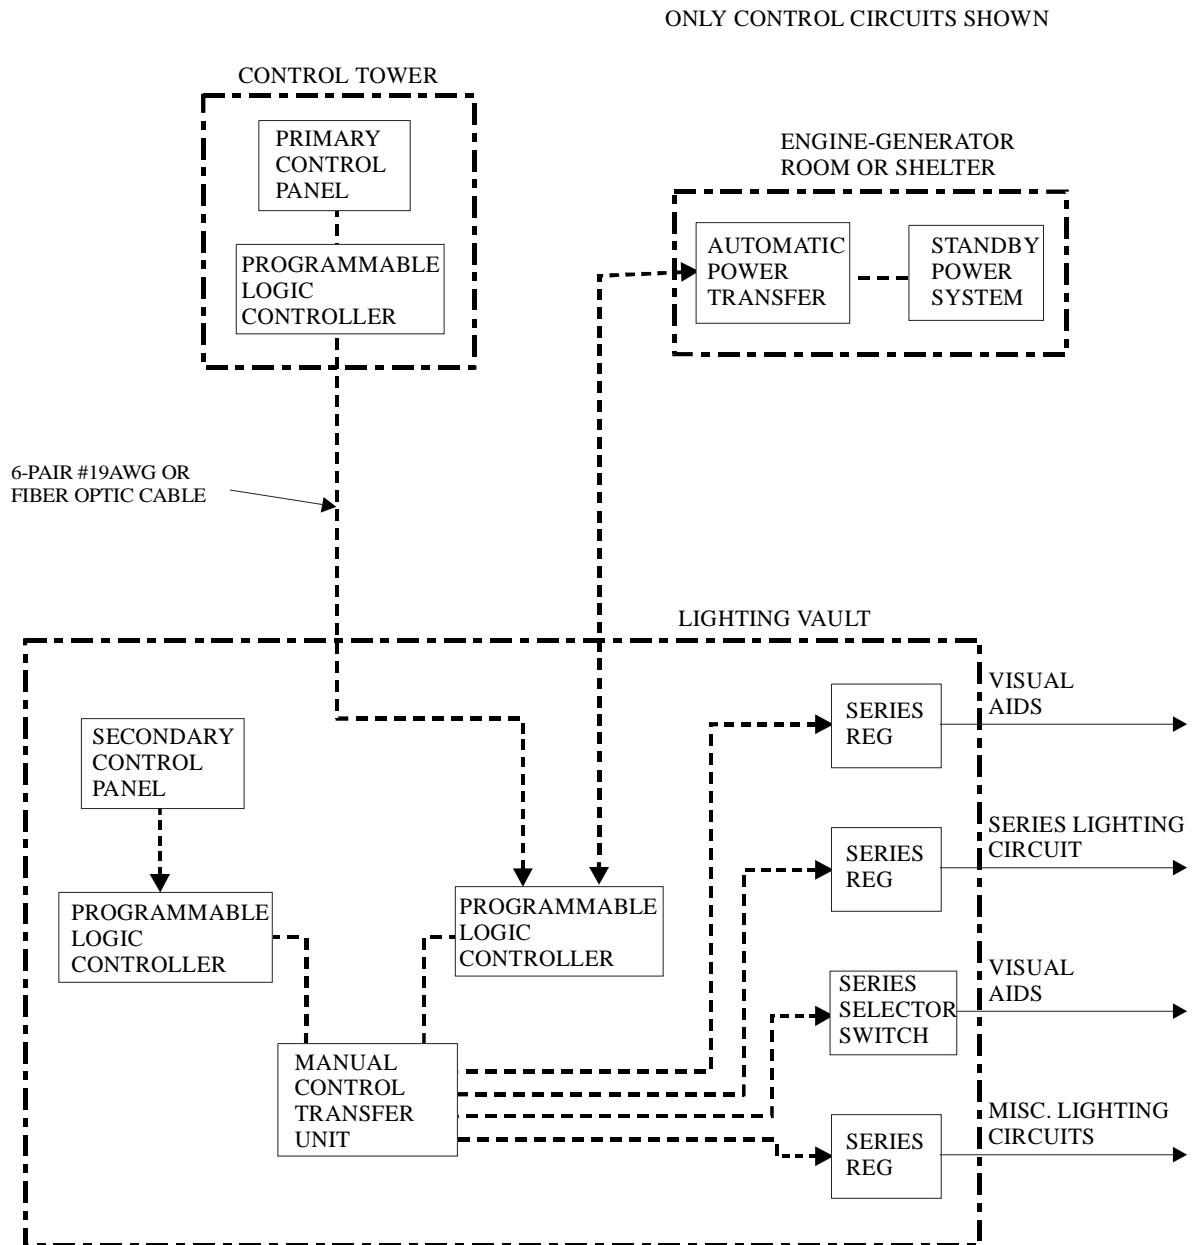 ONLY CONTROL CIRCUITS SHOWN
CONTROL TOWER
PRIMARY
CONTROL
PANEL
PROGRAMMABLE
LOGIC
CONTROLLER
ENGINE-GENERATOR
ROOM OR SHELTER
AUTOMATIC
POWER
TRANSFER
STANDBY
POWER
SYSTEM
6-PAIR #19AWG OR
FIBER OPTIC CABLE
LIGHTING VAULT
SECONDARY
CONTROL
PANEL
PROGRAMMABLE
LOGIC
CONTROLLER
PROGRAMMABLE
LOGIC
CONTROLLER
MANUAL
CONTROL
TRANSFER
UNIT
SERIES
REG
VISUAL
AIDS
SERIES
REG
SERIES LIGHTING
CIRCUIT
SERIES
SELECTOR
SWITCH
VISUAL
AIDS
SERIES
REG
MISC. LIGHTING
CIRCUITS